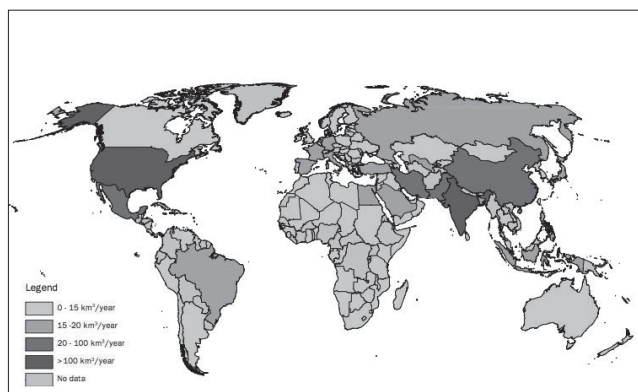 Legend
0 - 15 km³/year
15 -20 km³/year
20 - 100 km³/year
>100 km³/year
No data